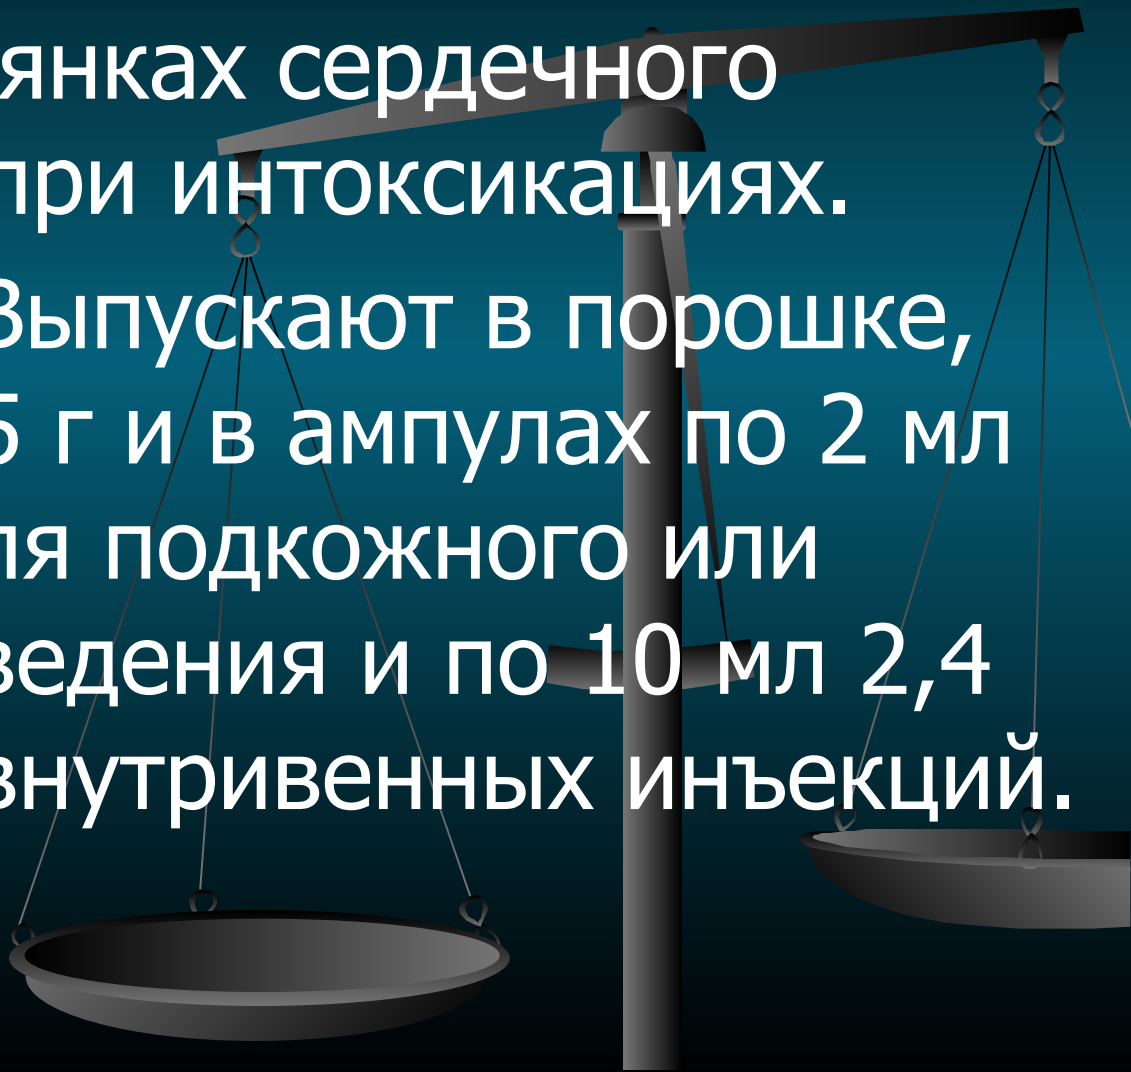 янках сердечного
при интоксикациях.
Выпускают в порошке,
5 г и в ампулах по 2 мл
ля подкожного или
ведения и по 10 мл 2,4
внутривенных инъекций.